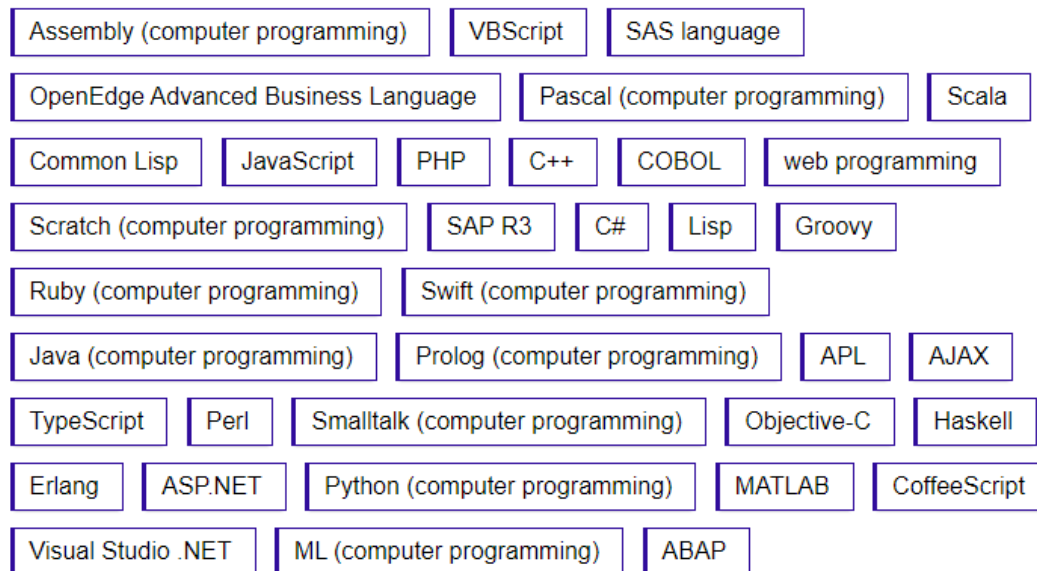 Assembly (computer programming) VBScript SAS language
OpenEdge Advanced Business Language Pascal (computer programming) Scala
Common Lisp JavaScript PHP C++ COBOL web programming
Scratch (computer programming) SAP R3 C# Lisp Groovy
Ruby (computer programming) Swift (computer programming)
Java (computer programming) Prolog (computer programming) APL AJAX
TypeScript Perl Smalltalk (computer programming) Objective-C Haskell
Erlang ASP.NET Python (computer programming) MATLAB CoffeeScript
Visual Studio .NET ML (computer programming) ABAP